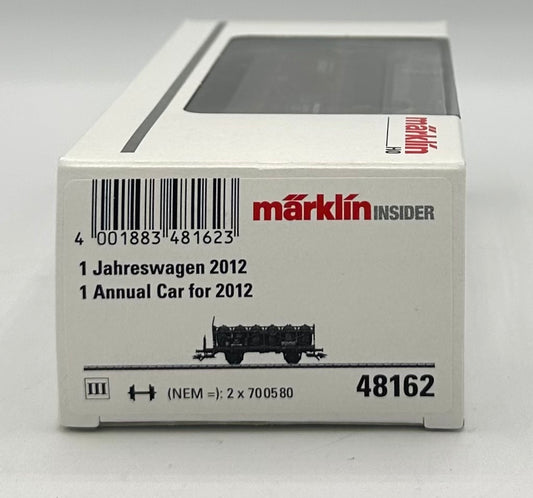 märklin
H0
märklin INSIDER
4 001883 481623
1 Jahreswagen 2012
1 Annual Car for 2012
III (NEM =): 2 x 700580
48162